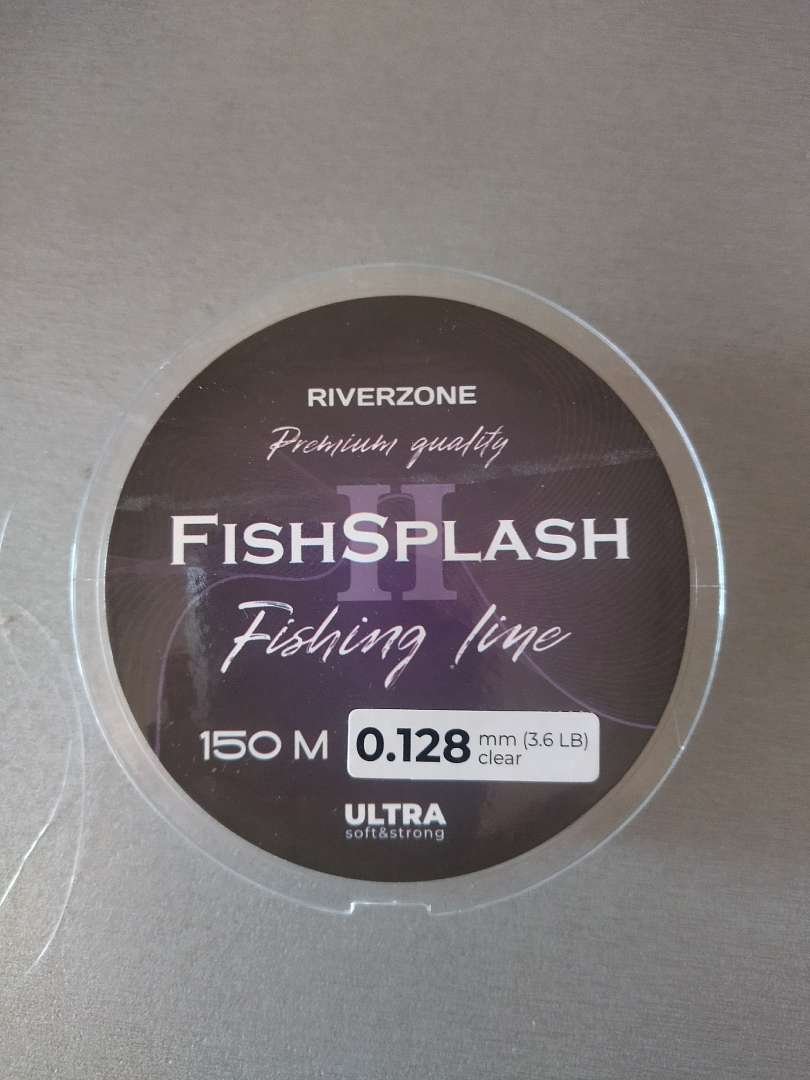 RIVERZONE
Premium quality
II
FISHSPLASH
Fishing line
150 M 0.128 mm (3.6 LB)
clear
ULTRA
soft&strong